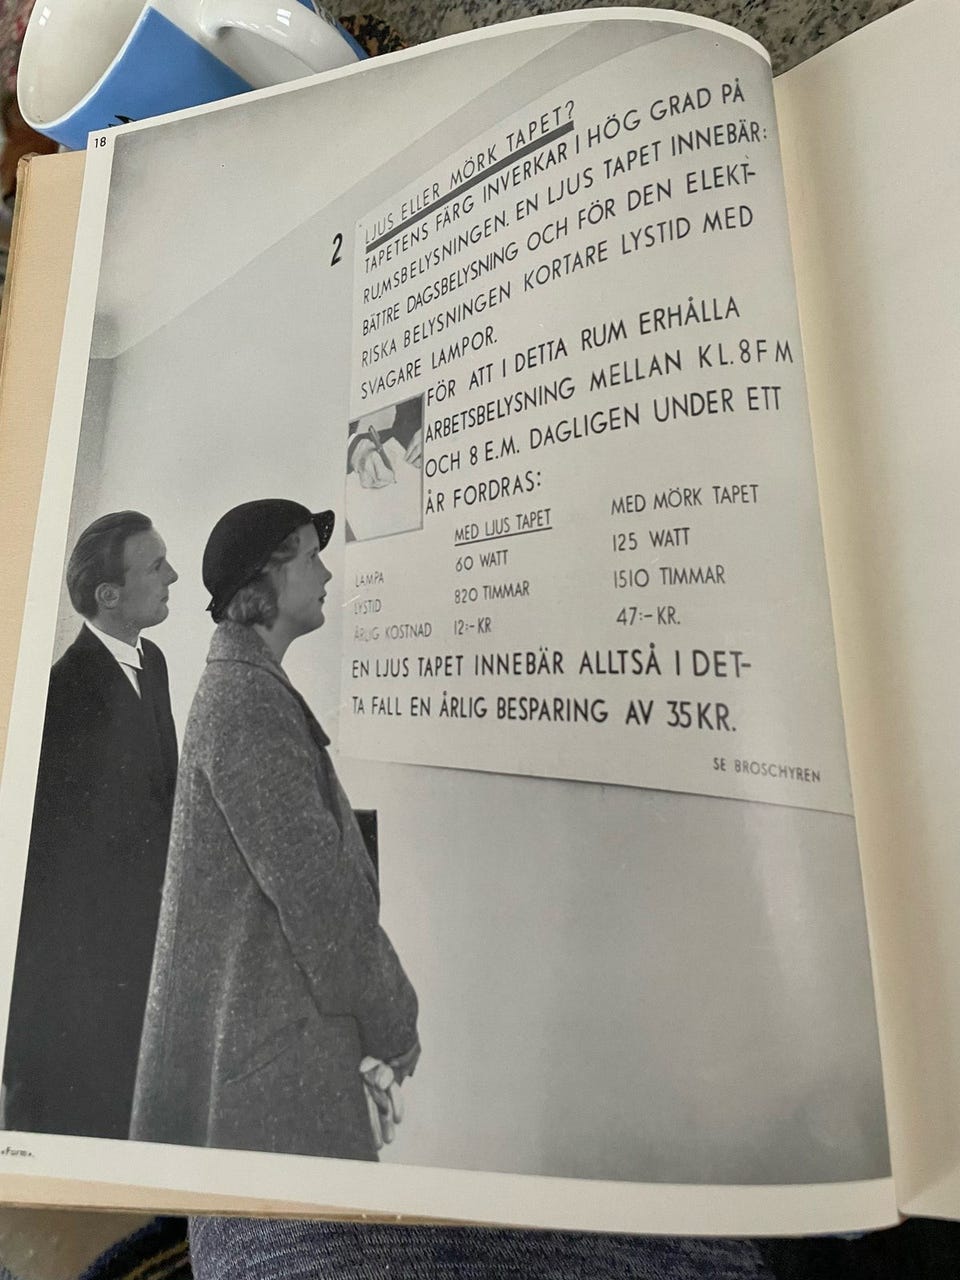 18
2
LJUS ELLER MÖRK TAPET?
TAPETENS FÄRG INVERKAR I HÖG GRAD PÅ
RUMSBELYSNINGEN. EN LJUS TAPET INNEBÄR:
BÄTTRE DAGSBELYSNING OCH FÖR DEN ELEKT-
RISKA BELYSNINGEN KORTARE LYSTID MED
SVAGARE LAMPOR.
FÖR ATT I DETTA RUM ERHÅLLA
ARBETSBELYSNING MELLAN KL. 8 F M
OCH 8 E.M. DAGLIGEN UNDER ETT
ÅR FORDRAS:
MED LJUS TAPET MED MÖRK TAPET
LAMPA 60 WATT 125 WATT
LYSTID 820 TIMMAR 1510 TIMMAR
ÅRLIG KOSTNAD 12:-KR 47:-KR.
EN LJUS TAPET INNEBÄR ALLTSÅ I DET-
TA FALL EN ÅRLIG BESPARING AV 35 KR.
SE BROSCHYREN
«Form».